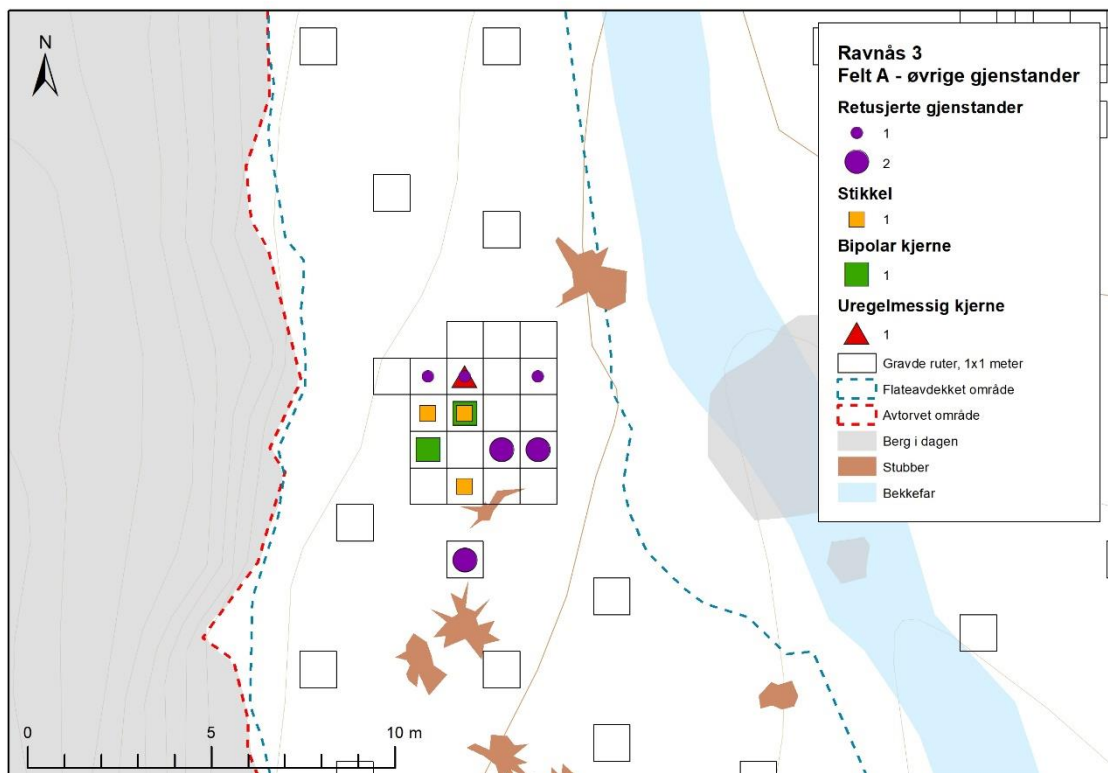 N
Ravnås 3
Felt A - øvrige gjenstander
Retusjerte gjenstander
1
2
Stikkel
1
Bipolar kjerne
1
Uregelmessig kjerne
1
Gravde ruter, 1x1 meter
Flateavdekket område
Avtorvet område
Berg i dagen
Stubber
Bekkefar
0 5 10 m